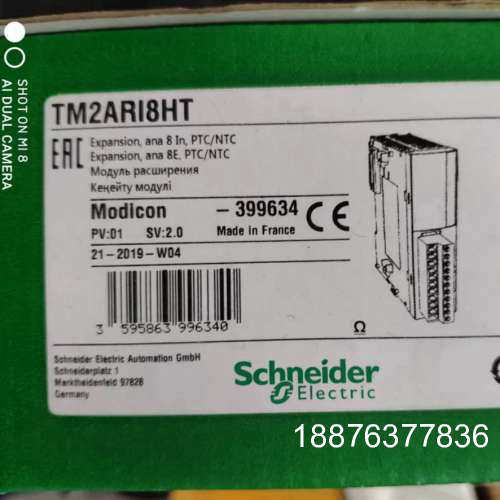 TM2ARI8HT
EAC
Expansion, ana 8 In, PTC/NTC
Expansion, ana 8E, PTC/NTC
Модуль расширения
Кеңейту модулі
Modicon -399634 CE
PV:01 SV:2.0 Made in France
21-2019-W04
3 595863 996340
Ω
Schneider Electric Automation GmbH
Schneiderplatz 1
Marktheidenfeld 97828
Germany
Schneider
Electric
18876377836
SHOT ON MI 8
AI DUAL CAMERA